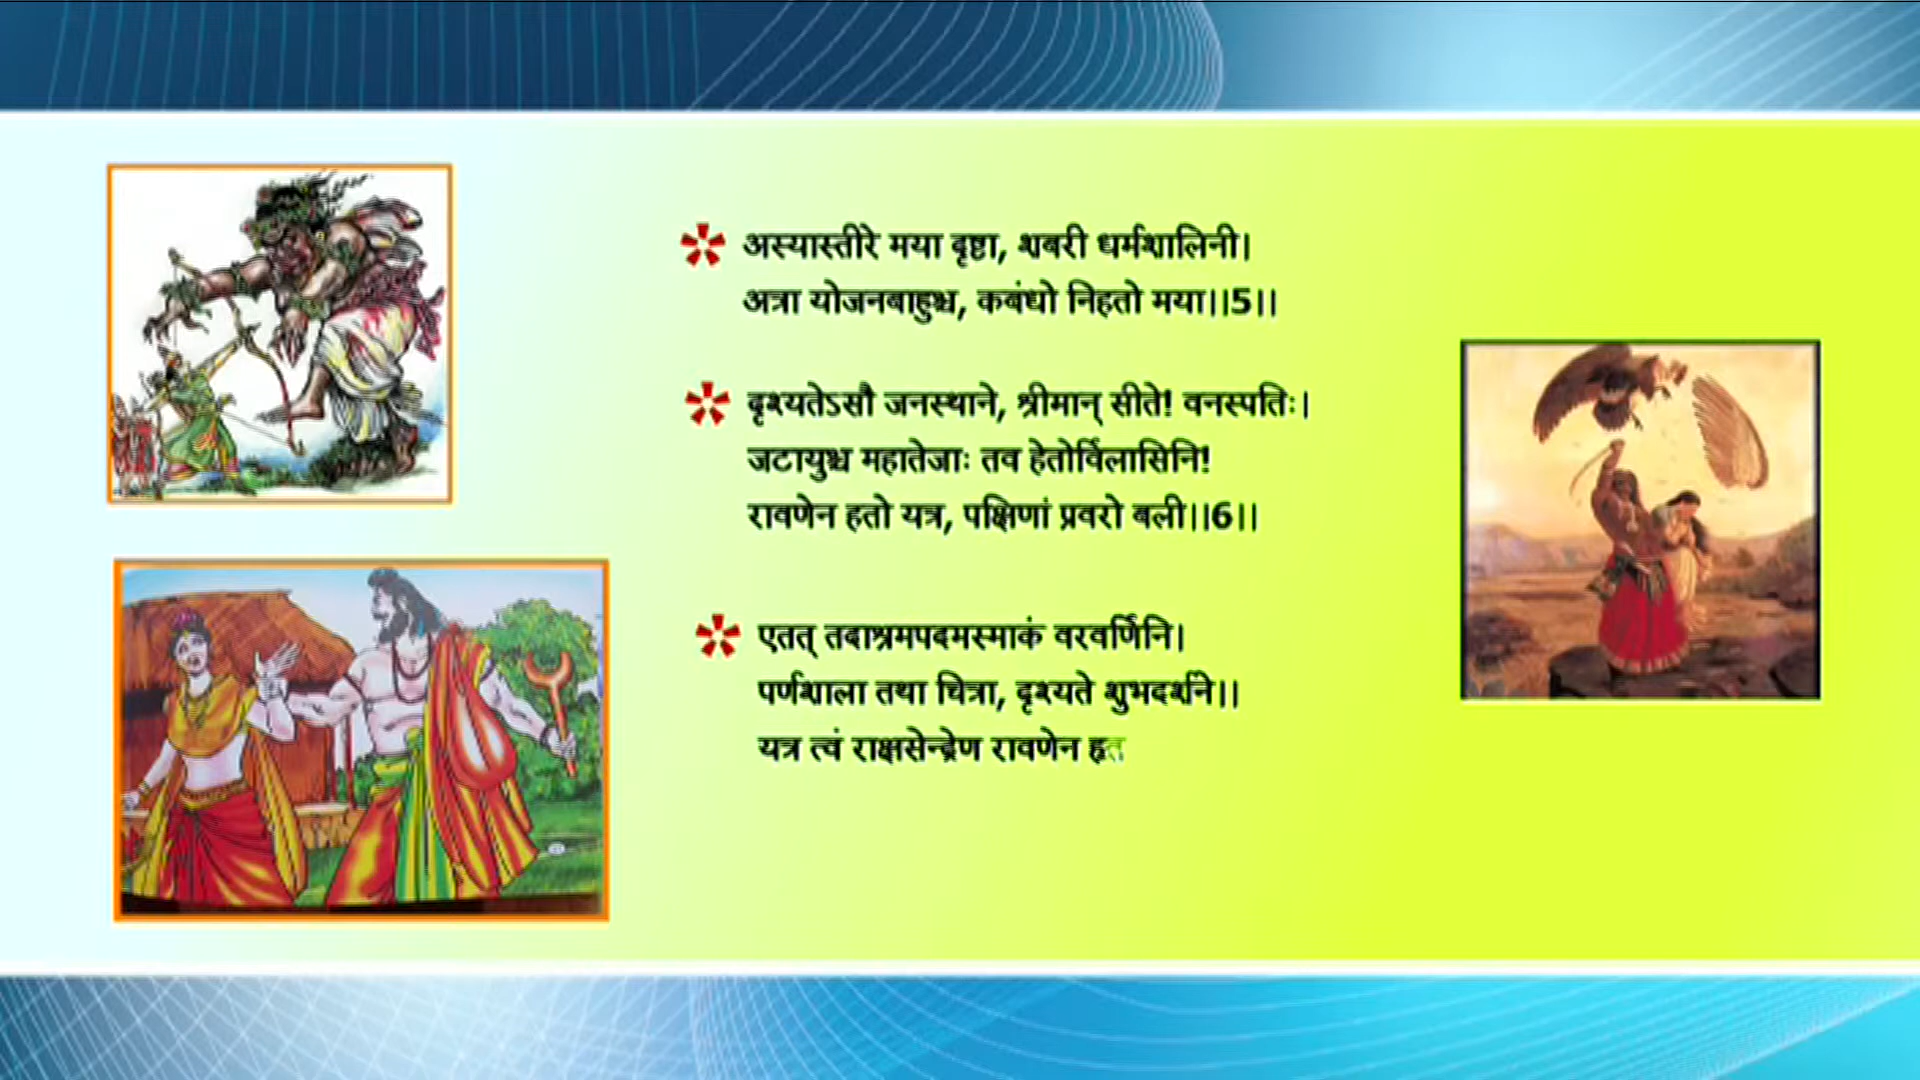 अस्यास्तीरे मया दृष्टा, शबरी धर्मशालिनी।
अत्रा योजनबाहुश्च, कबंधो निहतो मया।।5।।
दृश्यतेऽसौ जनस्थाने, श्रीमान् सीते! वनस्पतिः।
जटायुश्च महातेजाः तव हेतोर्विलासिनि!
रावणेन हतो यत्र, पक्षिणां प्रवरो बली।।6।।
एतत् तदाश्रमपदमस्माकं वरवर्णिनि।
पर्णशाला तथा चित्रा, दृश्यते शुभदर्शने।।
यत्र त्वं राक्षसेन्द्रेण रावणेन हृत